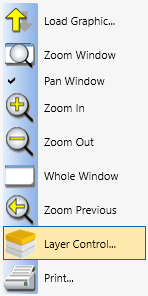 Load Graphic...
Zoom Window
Pan Window
Zoom In
Zoom Out
Whole Window
Zoom Previous
Layer Control...
Print...